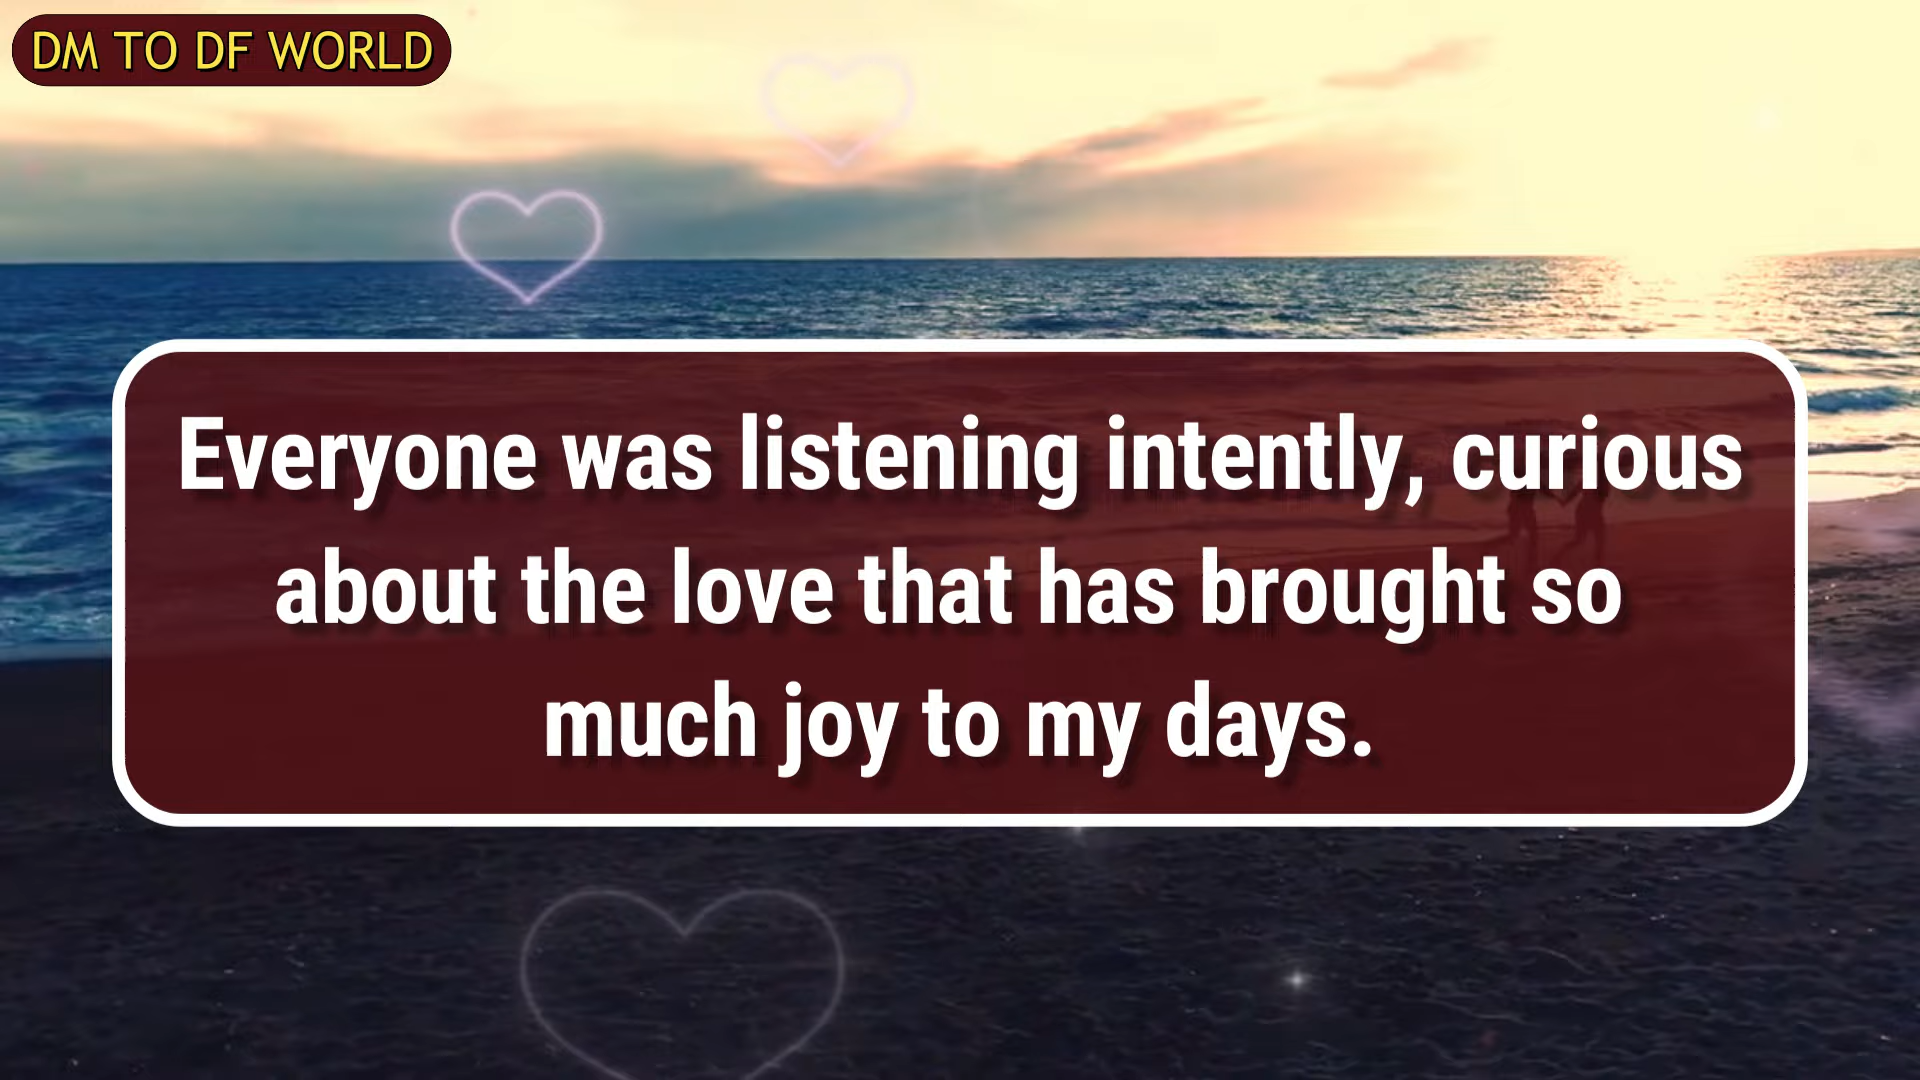 DM TO DF WORLD
Everyone was listening intently, curious
about the love that has brought so
much joy to my days.